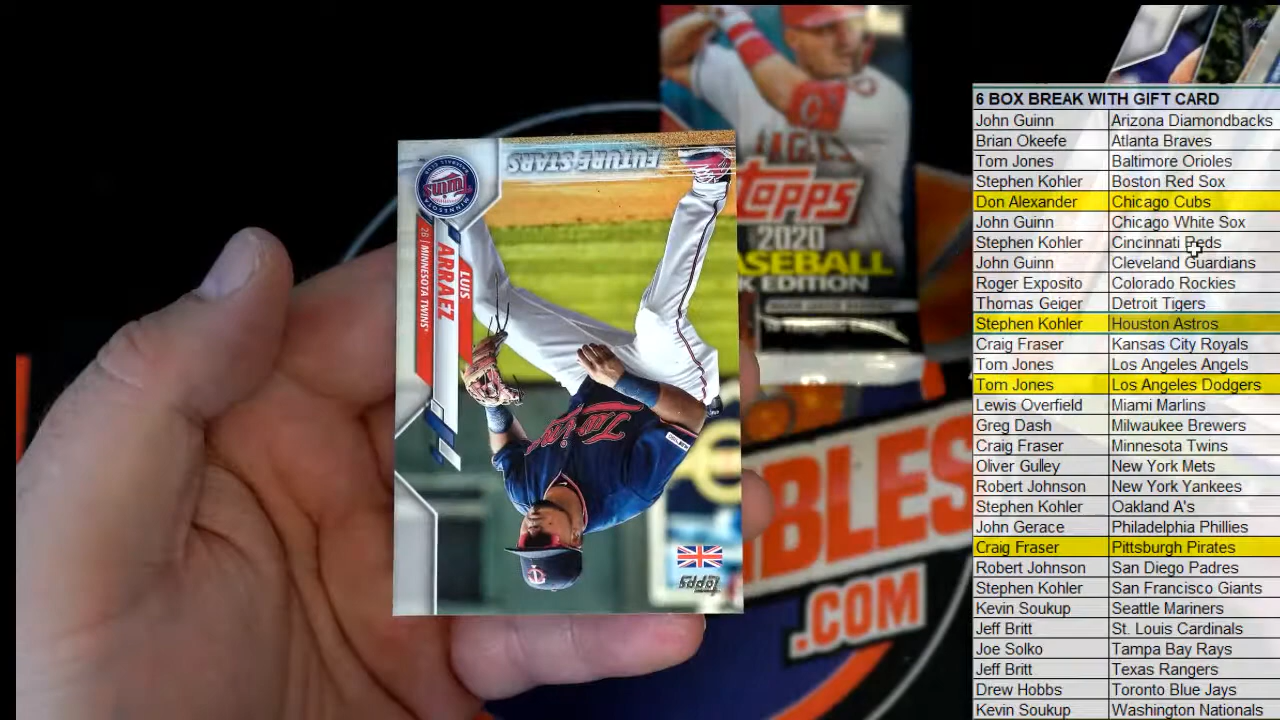 FUTURE STARS
MINNESOTA
Twins
LUIS
ARRAEZ
2B | MINNESOTA TWINS
Twins
Topps
ANGELS
Topps
2020
BASEBALL
K EDITION
BLES
.COM
6 BOX BREAK WITH GIFT CARD
John Guinn Arizona Diamondbacks
Brian Okeefe Atlanta Braves
Tom Jones Baltimore Orioles
Stephen Kohler Boston Red Sox
Don Alexander Chicago Cubs
John Guinn Chicago White Sox
Stephen Kohler Cincinnati Reds
John Guinn Cleveland Guardians
Roger Exposito Colorado Rockies
Thomas Geiger Detroit Tigers
Stephen Kohler Houston Astros
Craig Fraser Kansas City Royals
Tom Jones Los Angeles Angels
Tom Jones Los Angeles Dodgers
Lewis Overfield Miami Marlins
Greg Dash Milwaukee Brewers
Craig Fraser Minnesota Twins
Oliver Gulley New York Mets
Robert Johnson New York Yankees
Stephen Kohler Oakland A's
John Gerace Philadelphia Phillies
Craig Fraser Pittsburgh Pirates
Robert Johnson San Diego Padres
Stephen Kohler San Francisco Giants
Kevin Soukup Seattle Mariners
Jeff Britt St. Louis Cardinals
Joe Solko Tampa Bay Rays
Jeff Britt Texas Rangers
Drew Hobbs Toronto Blue Jays
Kevin Soukup Washington Nationals